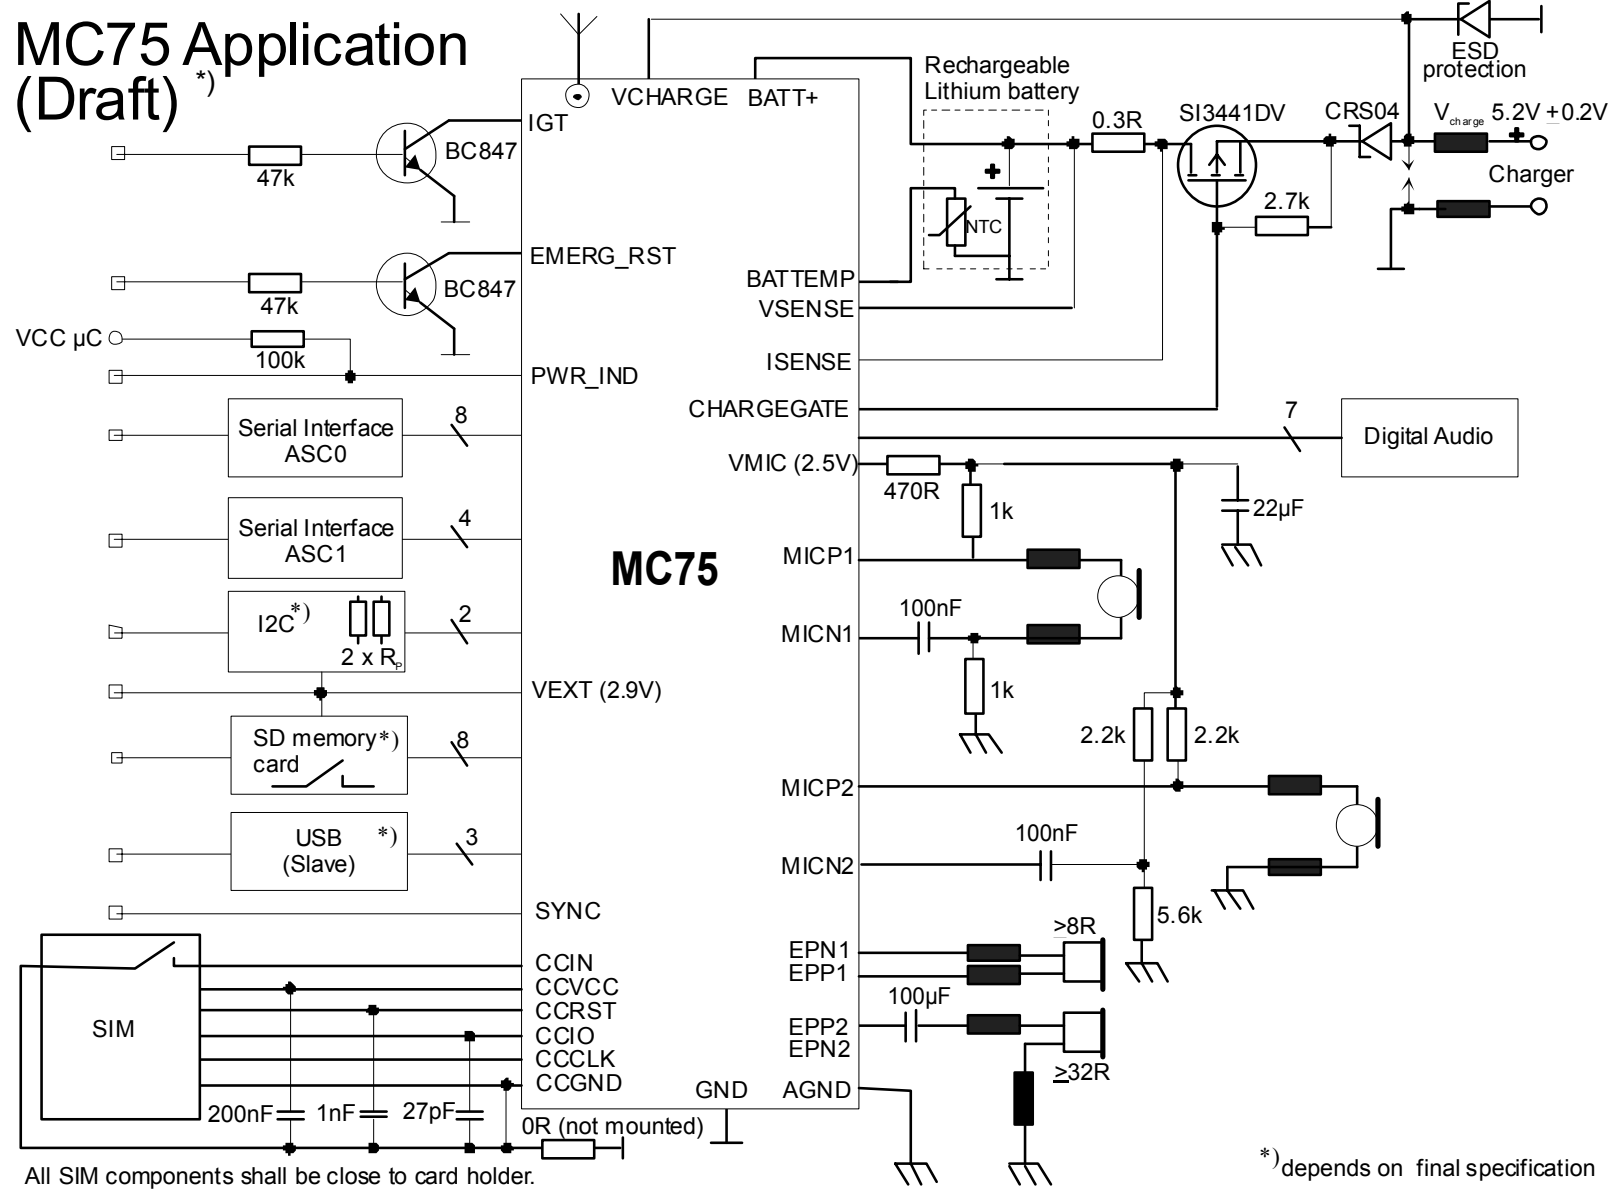 MC75 Application
(Draft) *)
VCHARGE
BATT+
ESD
protection
Rechargeable
Lithium battery
0.3R
SI3441DV
CRS04
Vcharge 5.2V ±0.2V
Charger
2.7k
NTC
+
+
IGT
BC847
47k
EMERG_RST
BC847
47k
VCC µC
100k
PWR_IND
Serial Interface
ASC0
8
Serial Interface
ASC1
4
I2C *)
2 x RP
2
VEXT (2.9V)
SD memory *)
card
8
USB *)
(Slave)
3
SYNC
SIM
CCIN
CCVCC
CCRST
CCIO
CCCLK
CCGND
200nF
1nF
27pF
0R (not mounted)
All SIM components shall be close to card holder.
MC75
BATTEMP
VSENSE
ISENSE
CHARGEGATE
7
Digital Audio
VMIC (2.5V)
470R
1k
22µF
MICP1
100nF
MICN1
1k
2.2k
2.2k
MICP2
100nF
MICN2
5.6k
EPN1
EPP1
≥8R
100µF
EPP2
EPN2
≥32R
GND
AGND
*) depends on final specification